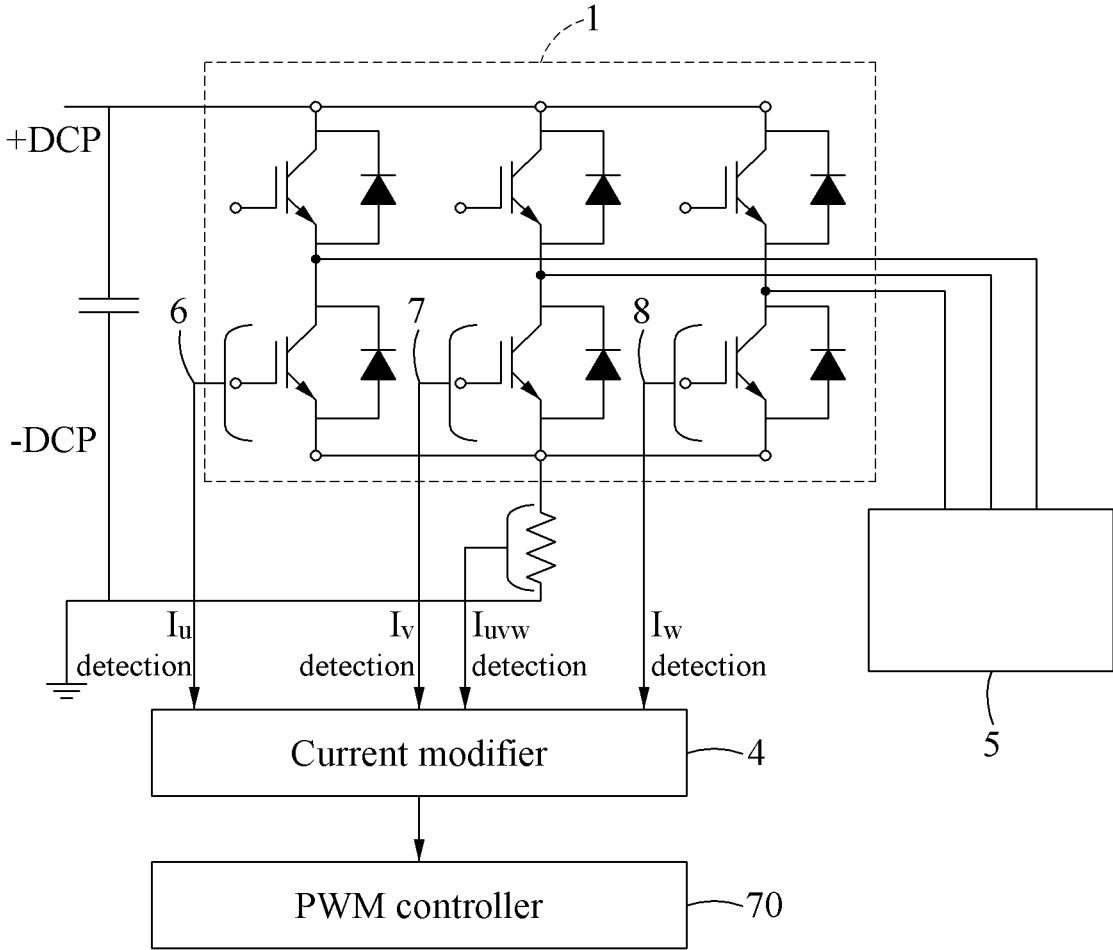 1
+DCP
6
7
8
-DCP
Iu
detection
Iv
detection
Iuvw
detection
Iw
detection
5
Current modifier
4
PWM controller
70